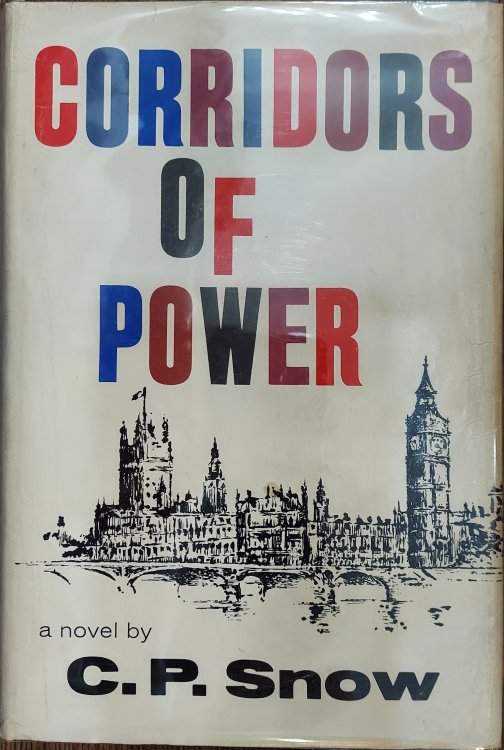 CORRIDORS
OF
POWER
a novel by
C.P. Snow